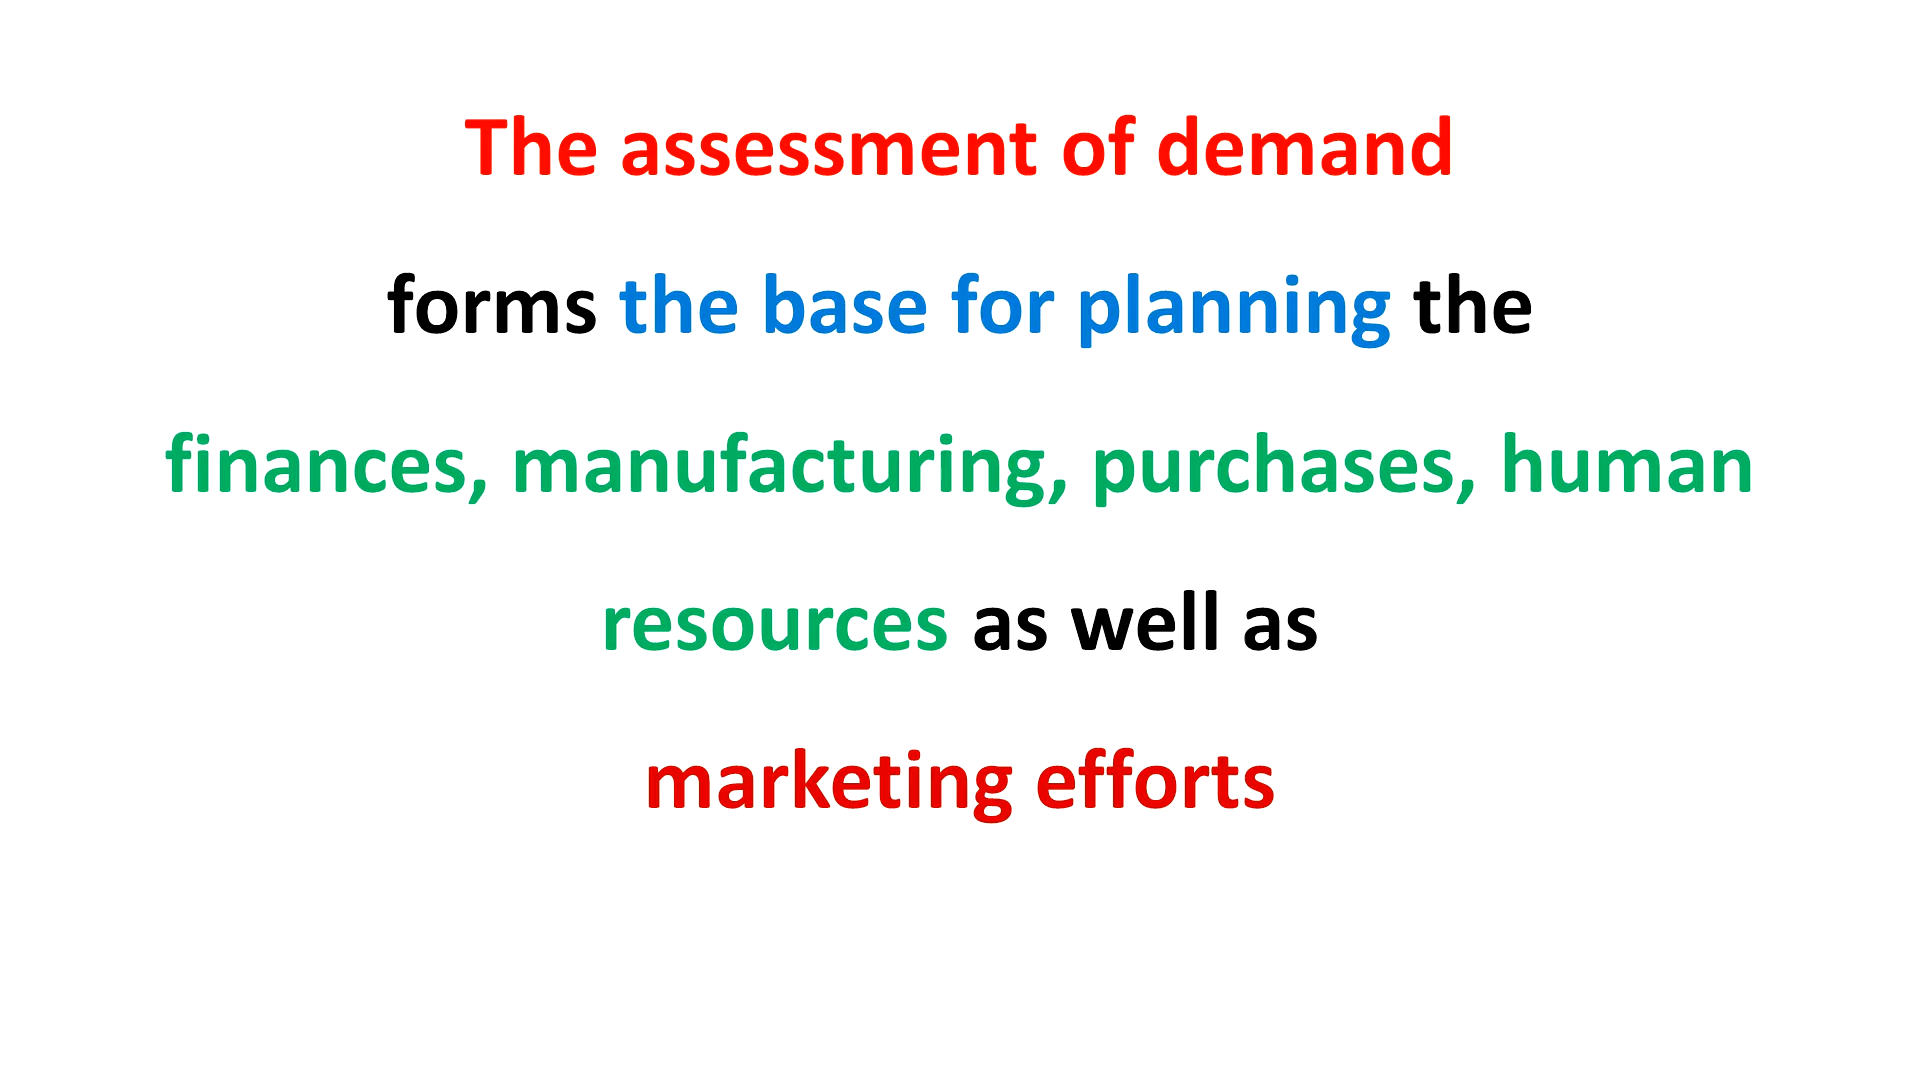 The assessment of demand
forms the base for planning the
finances, manufacturing, purchases, human
resources as well as
marketing efforts